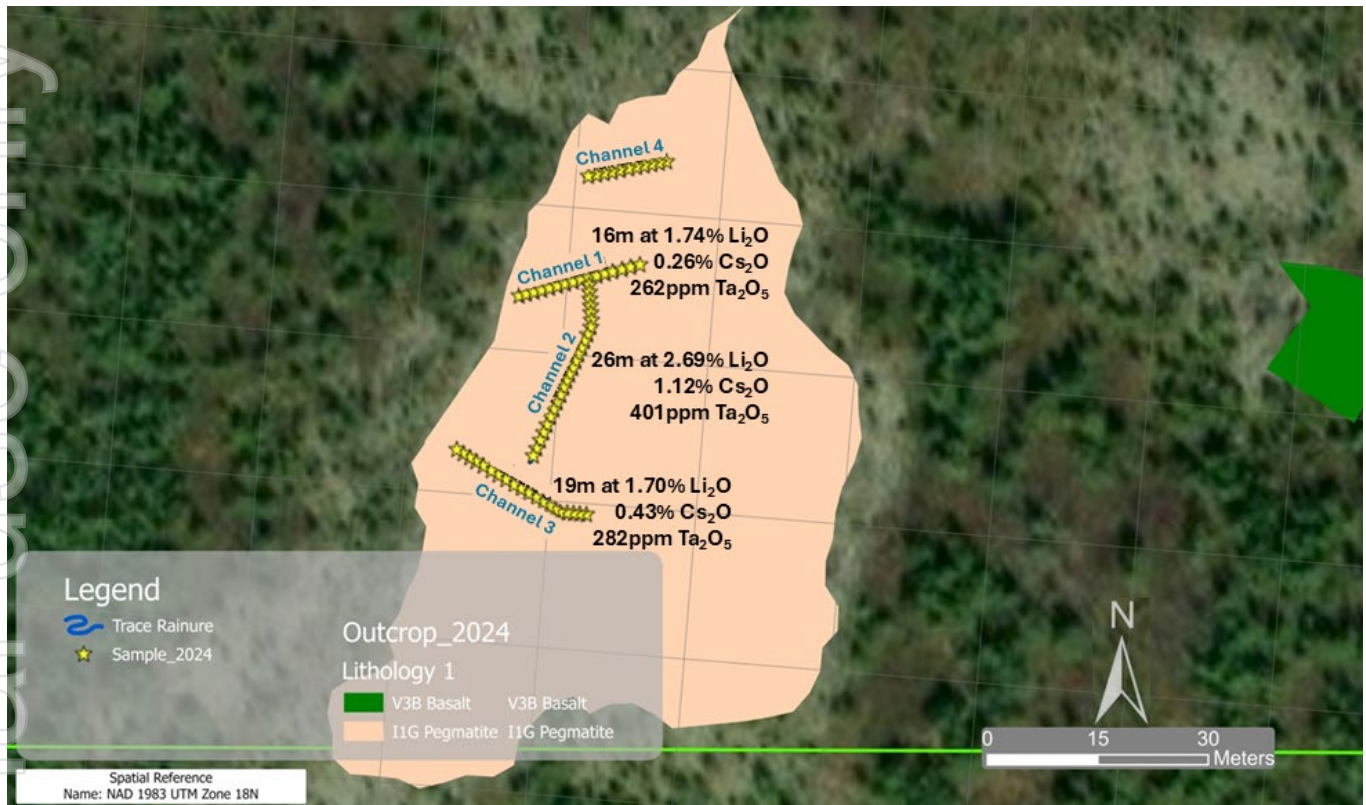 Channel 4
16m at 1.74% Li₂O
Channel 1
0.26% Cs₂O
262ppm Ta₂O₅
Channel 2
26m at 2.69% Li₂O
1.12% Cs₂O
401ppm Ta₂O₅
Channel 3
19m at 1.70% Li₂O
0.43% Cs₂O
282ppm Ta₂O₅
Legend
Trace Rainure
Sample_2024
Outcrop_2024
Lithology 1
V3B Basalt V3B Basalt
I1G Pegmatite I1G Pegmatite
N
0 15 30
Meters
Spatial Reference
Name: NAD 1983 UTM Zone 18N